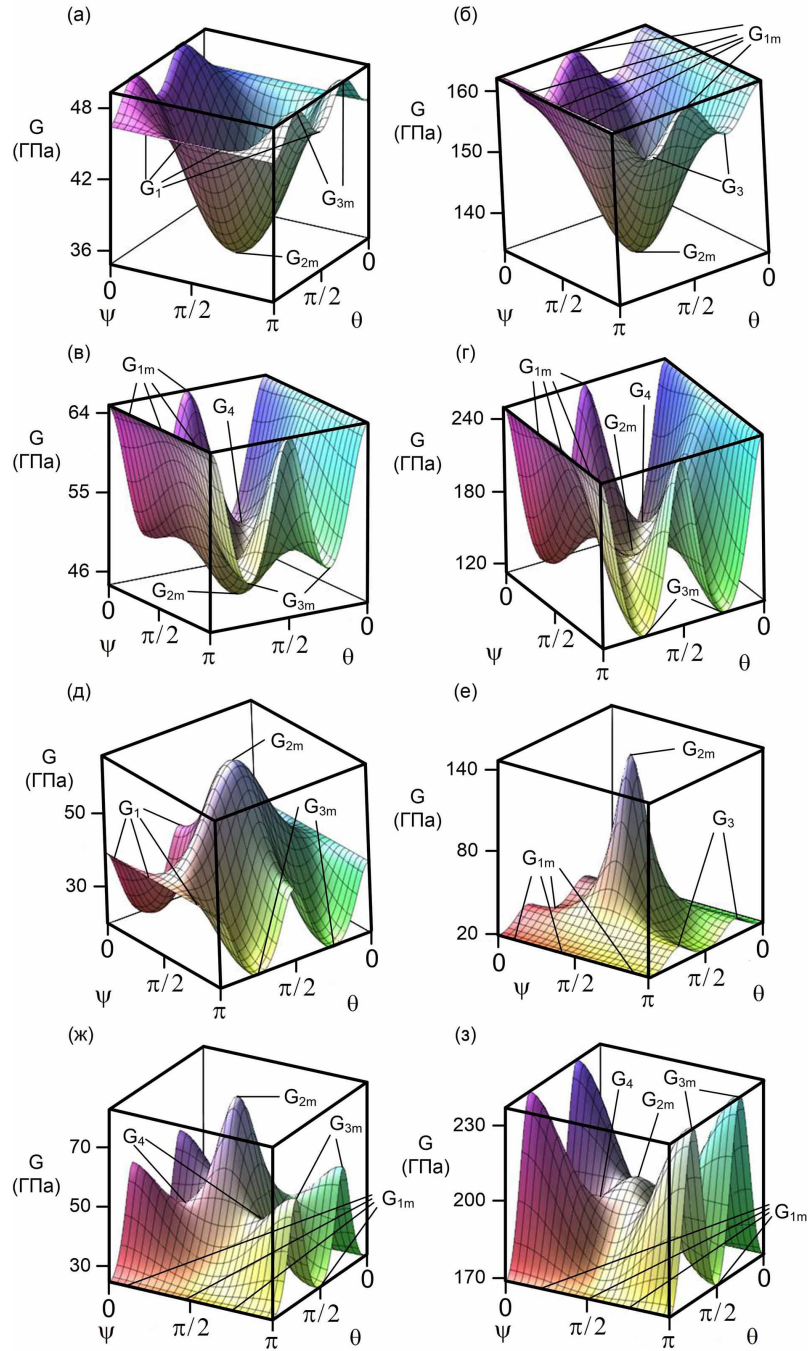 (а)
G
(ГПа)
48
42
36
G1
G2m
G3m
0
π/2
π
ψ
0
π/2
θ
(б)
160
150
140
G
(ГПа)
G1m
G3
G2m
0
π/2
π
ψ
0
π/2
θ
(в)
64
55
46
G
(ГПа)
G1m
G4
G2m
G3m
0
π/2
π
ψ
0
π/2
θ
(г)
240
180
120
G
(ГПа)
G1m
G2m
G4
G3m
0
π/2
π
ψ
0
π/2
θ
(д)
G
(ГПа)
50
30
G1
G2m
G3m
0
π/2
π
ψ
0
π/2
θ
(е)
140
80
20
G
(ГПа)
G2m
G3
G1m
0
π/2
π
ψ
0
π/2
θ
(ж)
70
50
30
G
(ГПа)
G2m
G4
G3m
G1m
0
π/2
π
ψ
0
π/2
θ
(з)
230
200
170
G
(ГПа)
G4
G2m
G3m
G1m
0
π/2
π
ψ
0
π/2
θ